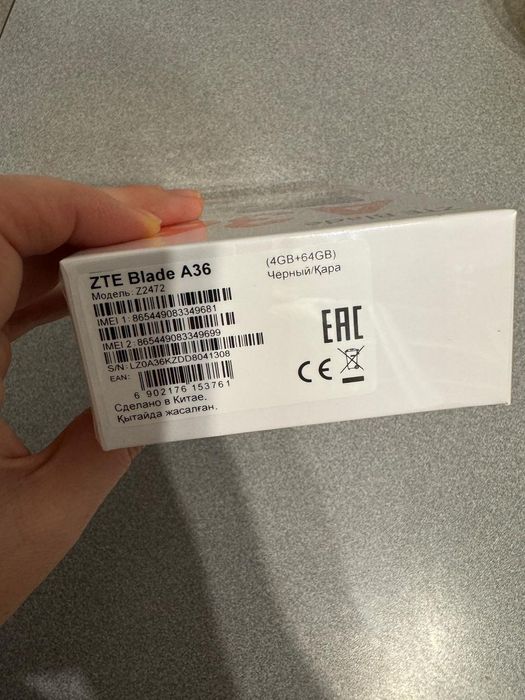 ZTE Blade A36
(4GB+64GB)
Модель: Z2472
Черный/Қара
IMEI 1: 865449083349681
IMEI 2: 865449083349699
S/N: LZ0A36KZDD8041308
EAN:
6 902176 153761
Сделано в Китае.
Қытайда жасалған.
EAC
CE